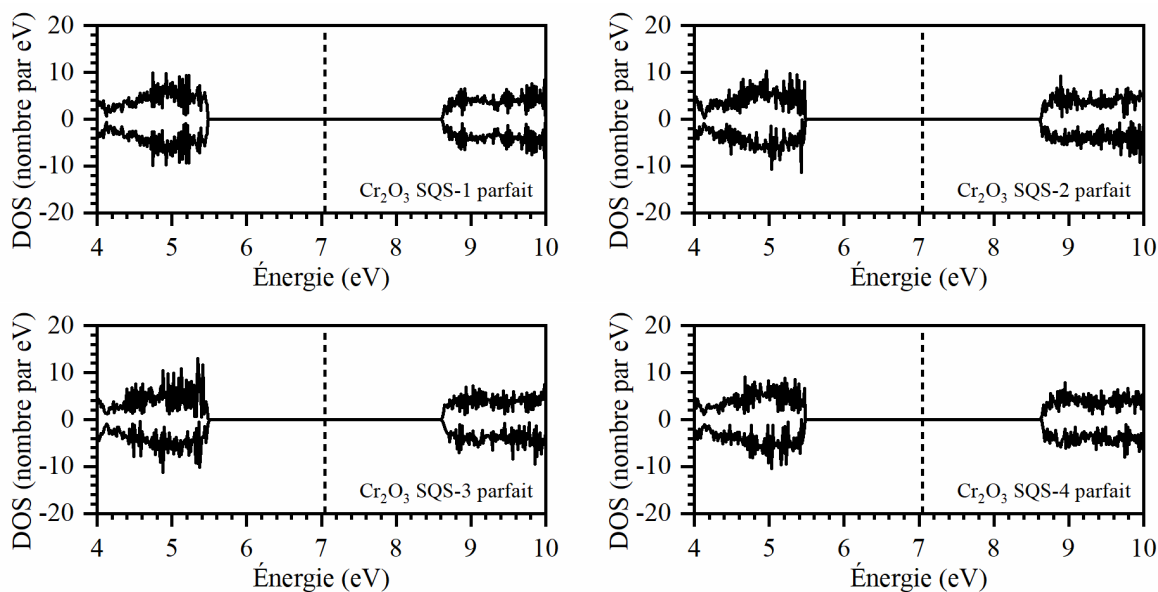 DOS (nombre par eV)
20
10
0
-10
-20
Cr₂O₃ SQS-1 parfait
4 5 6 7 8 9 10
Énergie (eV)
DOS (nombre par eV)
20
10
0
-10
-20
Cr₂O₃ SQS-2 parfait
4 5 6 7 8 9 10
Énergie (eV)
DOS (nombre par eV)
20
10
0
-10
-20
Cr₂O₃ SQS-3 parfait
4 5 6 7 8 9 10
Énergie (eV)
DOS (nombre par eV)
20
10
0
-10
-20
Cr₂O₃ SQS-4 parfait
4 5 6 7 8 9 10
Énergie (eV)